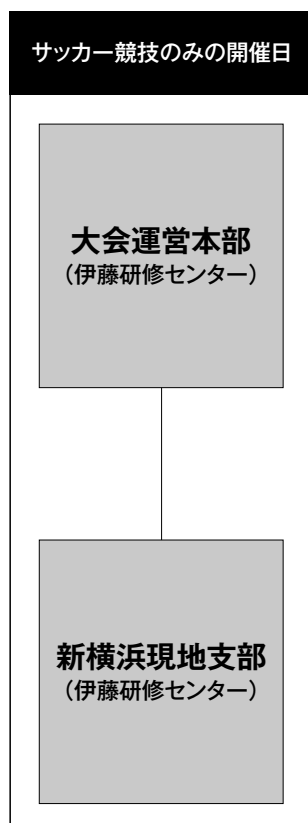 サッカー競技のみの開催日
大会運営本部
（伊藤研修センター）
新横浜現地支部
（伊藤研修センター）